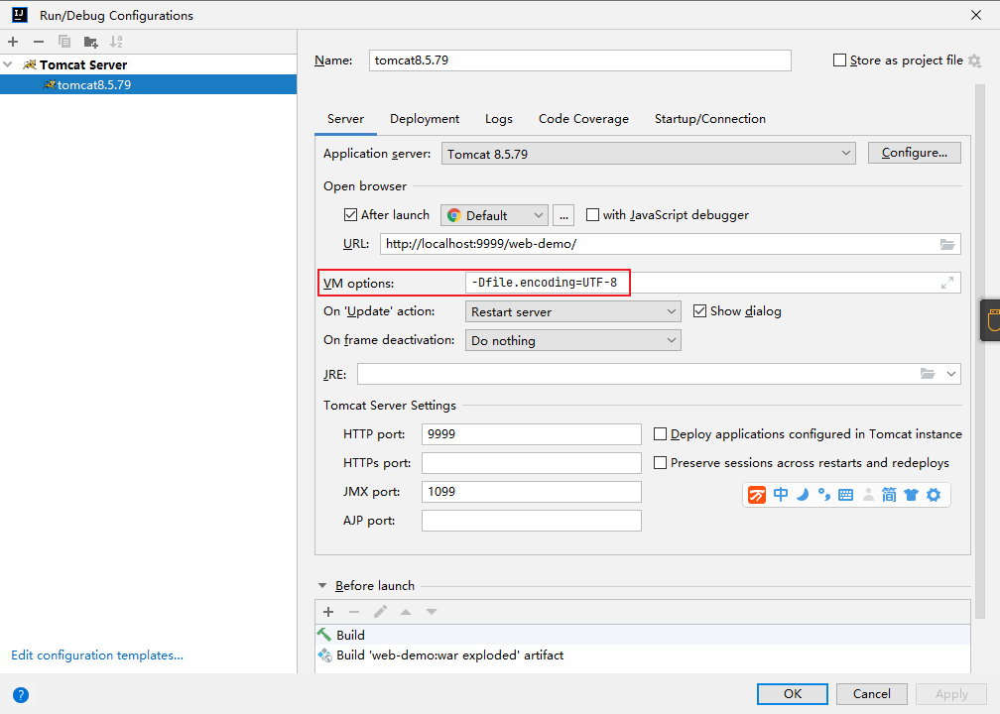 Run/Debug Configurations
Tomcat Server
tomcat8.5.79
Name: tomcat8.5.79 Store as project file
Server Deployment Logs Code Coverage Startup/Connection
Application server: Tomcat 8.5.79 Configure...
Open browser
After launch Default ... with JavaScript debugger
URL: http://localhost:9999/web-demo/
VM options: -Dfile.encoding=UTF-8
On 'Update' action: Restart server Show dialog
On frame deactivation: Do nothing
JRE:
Tomcat Server Settings
HTTP port: 9999 Deploy applications configured in Tomcat instance
HTTPs port: Preserve sessions across restarts and redeploys
JMX port: 1099
中 简
AJP port:
Before launch
Build
Build 'web-demo:war exploded' artifact
Edit configuration templates...
? OK Cancel Apply